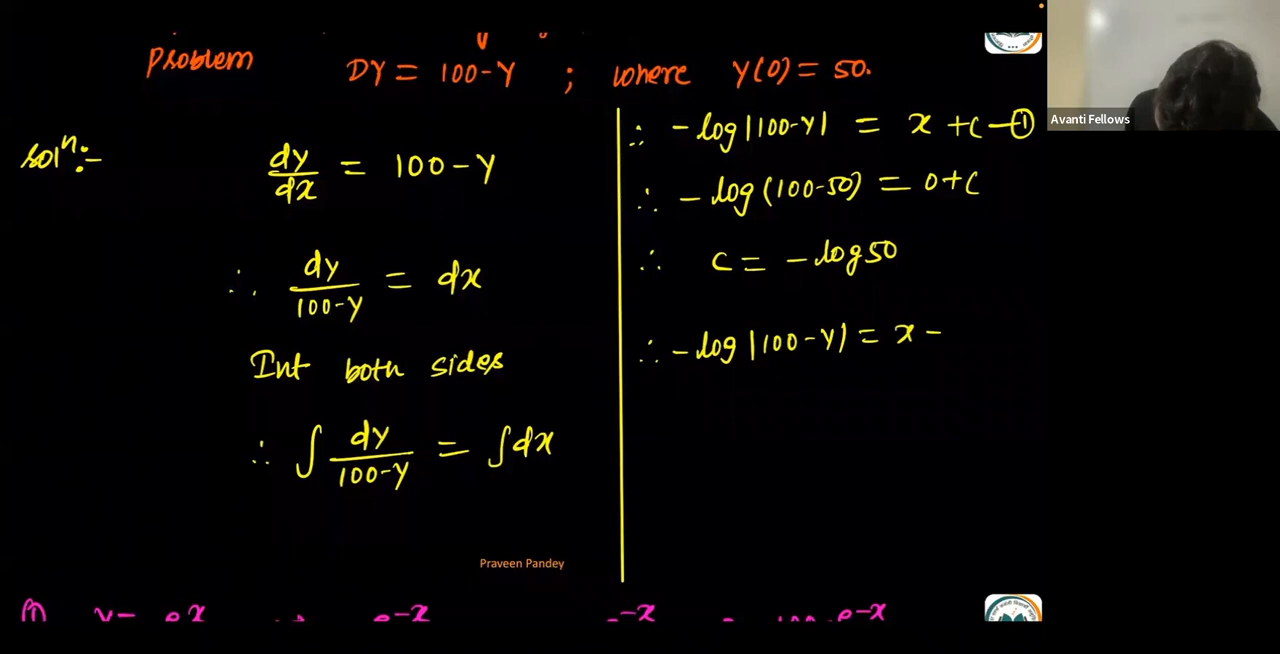 Problem DY = 100 - Y ; where Y(0) = 50.
Solⁿ:-
dy/dx = 100 - Y
∴ dy/(100-Y) = dx
Int both sides
∴ ∫ dy/(100-Y) = ∫dx
∴ -log|100-Y| = x + c —①
∴ -log(100-50) = 0+c
∴ c = -log50
∴ -log|100-Y| = x -
Avanti Fellows
Praveen Pandey